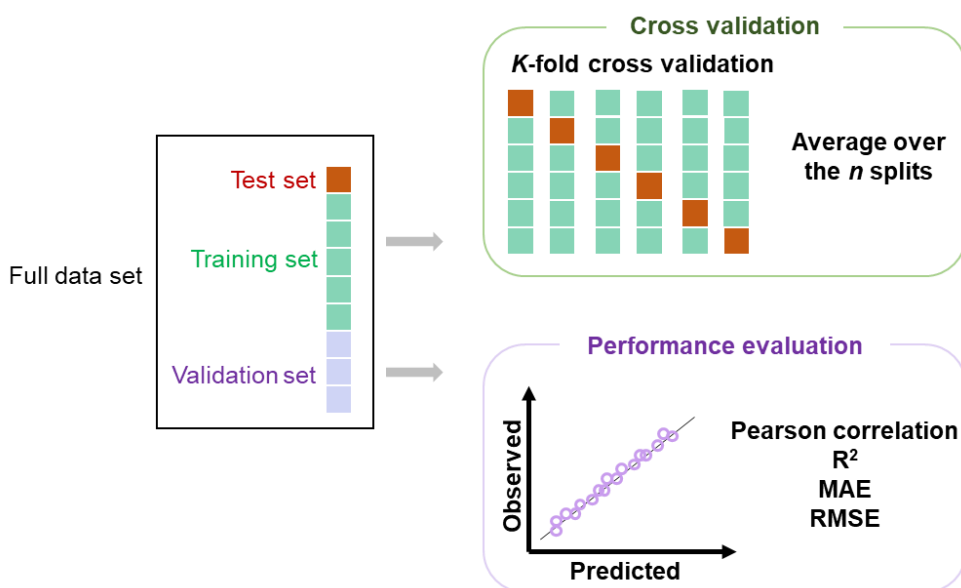 Cross validation
K-fold cross validation
Average over
the n splits
Test set
Training set
Full data set
Validation set
Performance evaluation
Observed
Predicted
Pearson correlation
R²
MAE
RMSE